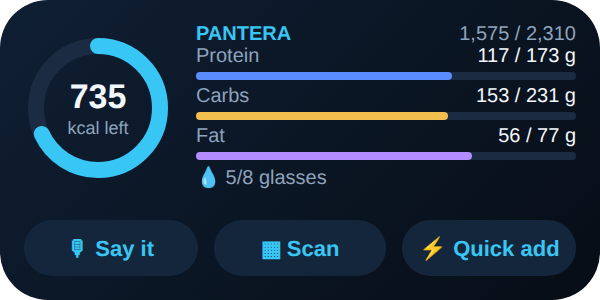 735
kcal left
PANTERA 1,575 / 2,310
Protein 117 / 173 g
Carbs 153 / 231 g
Fat 56 / 77 g
5/8 glasses
Say it
Scan
Quick add